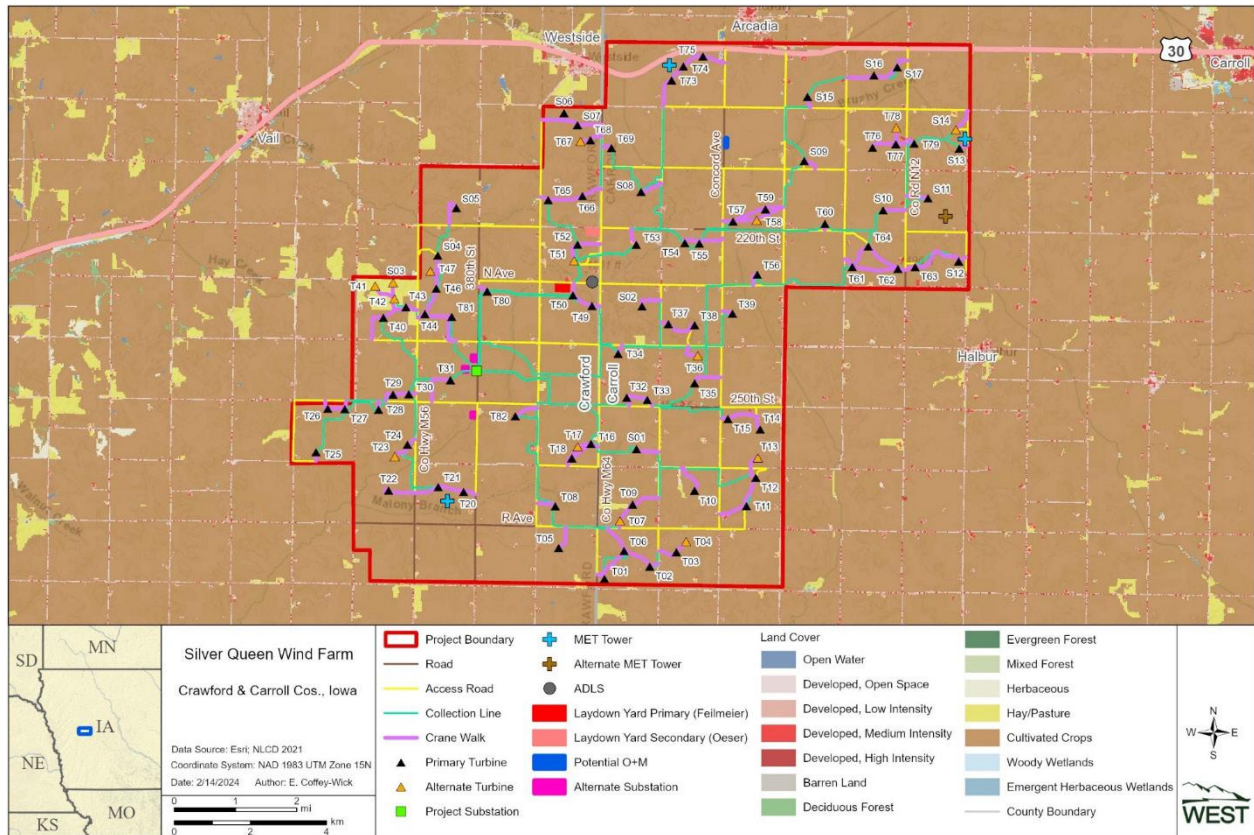 Arcadia
Westside
Westside
30
Carroll
Vail
T75
T74
T73
S16
S17
S15
Brushy Creek
S06
S07
T68
T67
T69
T78
S14
T76
T77
T79
S13
Concord Ave
Co Rd N12
S09
S08
S11
T65
T66
S10
S05
T59
T57
T58
T60
220th St
T52
T53
T54
T55
T64
T51
S04
380th St
Hay Creek
T47
N Ave
T56
T61
T62
T63
S12
S03
T41
T42
T43
T46
T80
T50
T49
S02
T39
T40
T44
T81
T37
T38
T34
T36
Crawford
Carroll
Halbur
T31
T35
T29
T30
T32
T33
250th St
T26
T27
T28
Co Hwy M56
T82
T14
T15
T17
T16
T18
S01
T24
T23
T13
T25
T12
T22
T21
T20
Malony Branch
Co Hwy M64
T08
T09
T10
T11
R Ave
T07
T05
T06
T04
T03
T01
T02
SD
MN
IA
NE
KS
MO
Silver Queen Wind Farm
Crawford & Carroll Cos., Iowa
Data Source: Esri; NLCD 2021
Coordinate System: NAD 1983 UTM Zone 15N
Date: 2/14/2024 Author: E. Coffey-Wick
0 1 2
mi
0 2 4
km
Project Boundary
Road
Access Road
Collection Line
Crane Walk
Primary Turbine
Alternate Turbine
Project Substation
MET Tower
Alternate MET Tower
ADLS
Laydown Yard Primary (Feilmeier)
Laydown Yard Secondary (Oeser)
Potential O+M
Alternate Substation
Land Cover
Open Water
Developed, Open Space
Developed, Low Intensity
Developed, Medium Intensity
Developed, High Intensity
Barren Land
Deciduous Forest
Evergreen Forest
Mixed Forest
Herbaceous
Hay/Pasture
Cultivated Crops
Woody Wetlands
Emergent Herbaceous Wetlands
County Boundary
N
W E
S
WEST